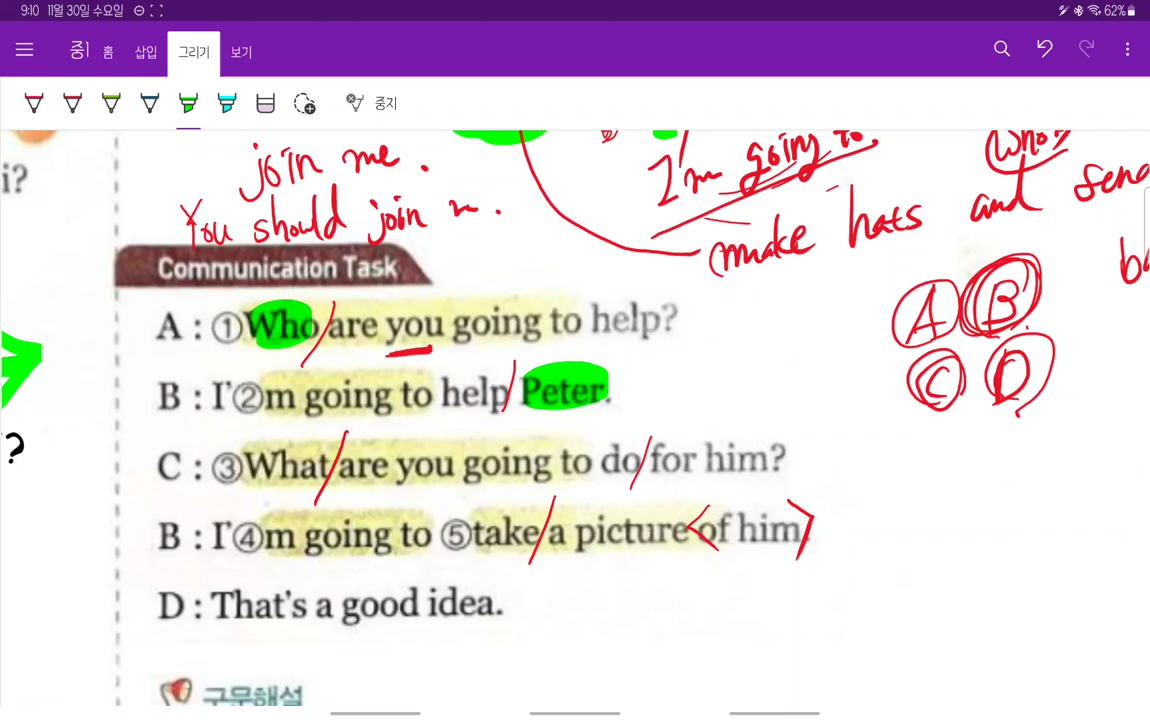 9:10 11월 30일 수요일 62%
중1 홈 삽입 그리기 보기
중지
i?
join me.
You should join
I'm going to
make hats and send
who?
Communication Task
A : ①Who/are you going to help?
B : I'②m going to help/Peter.
C : ③What/are you going to do/for him?
B : I'④m going to ⑤take/a picture<of him>.
D : That's a good idea.
A B
C D
?
구문해설